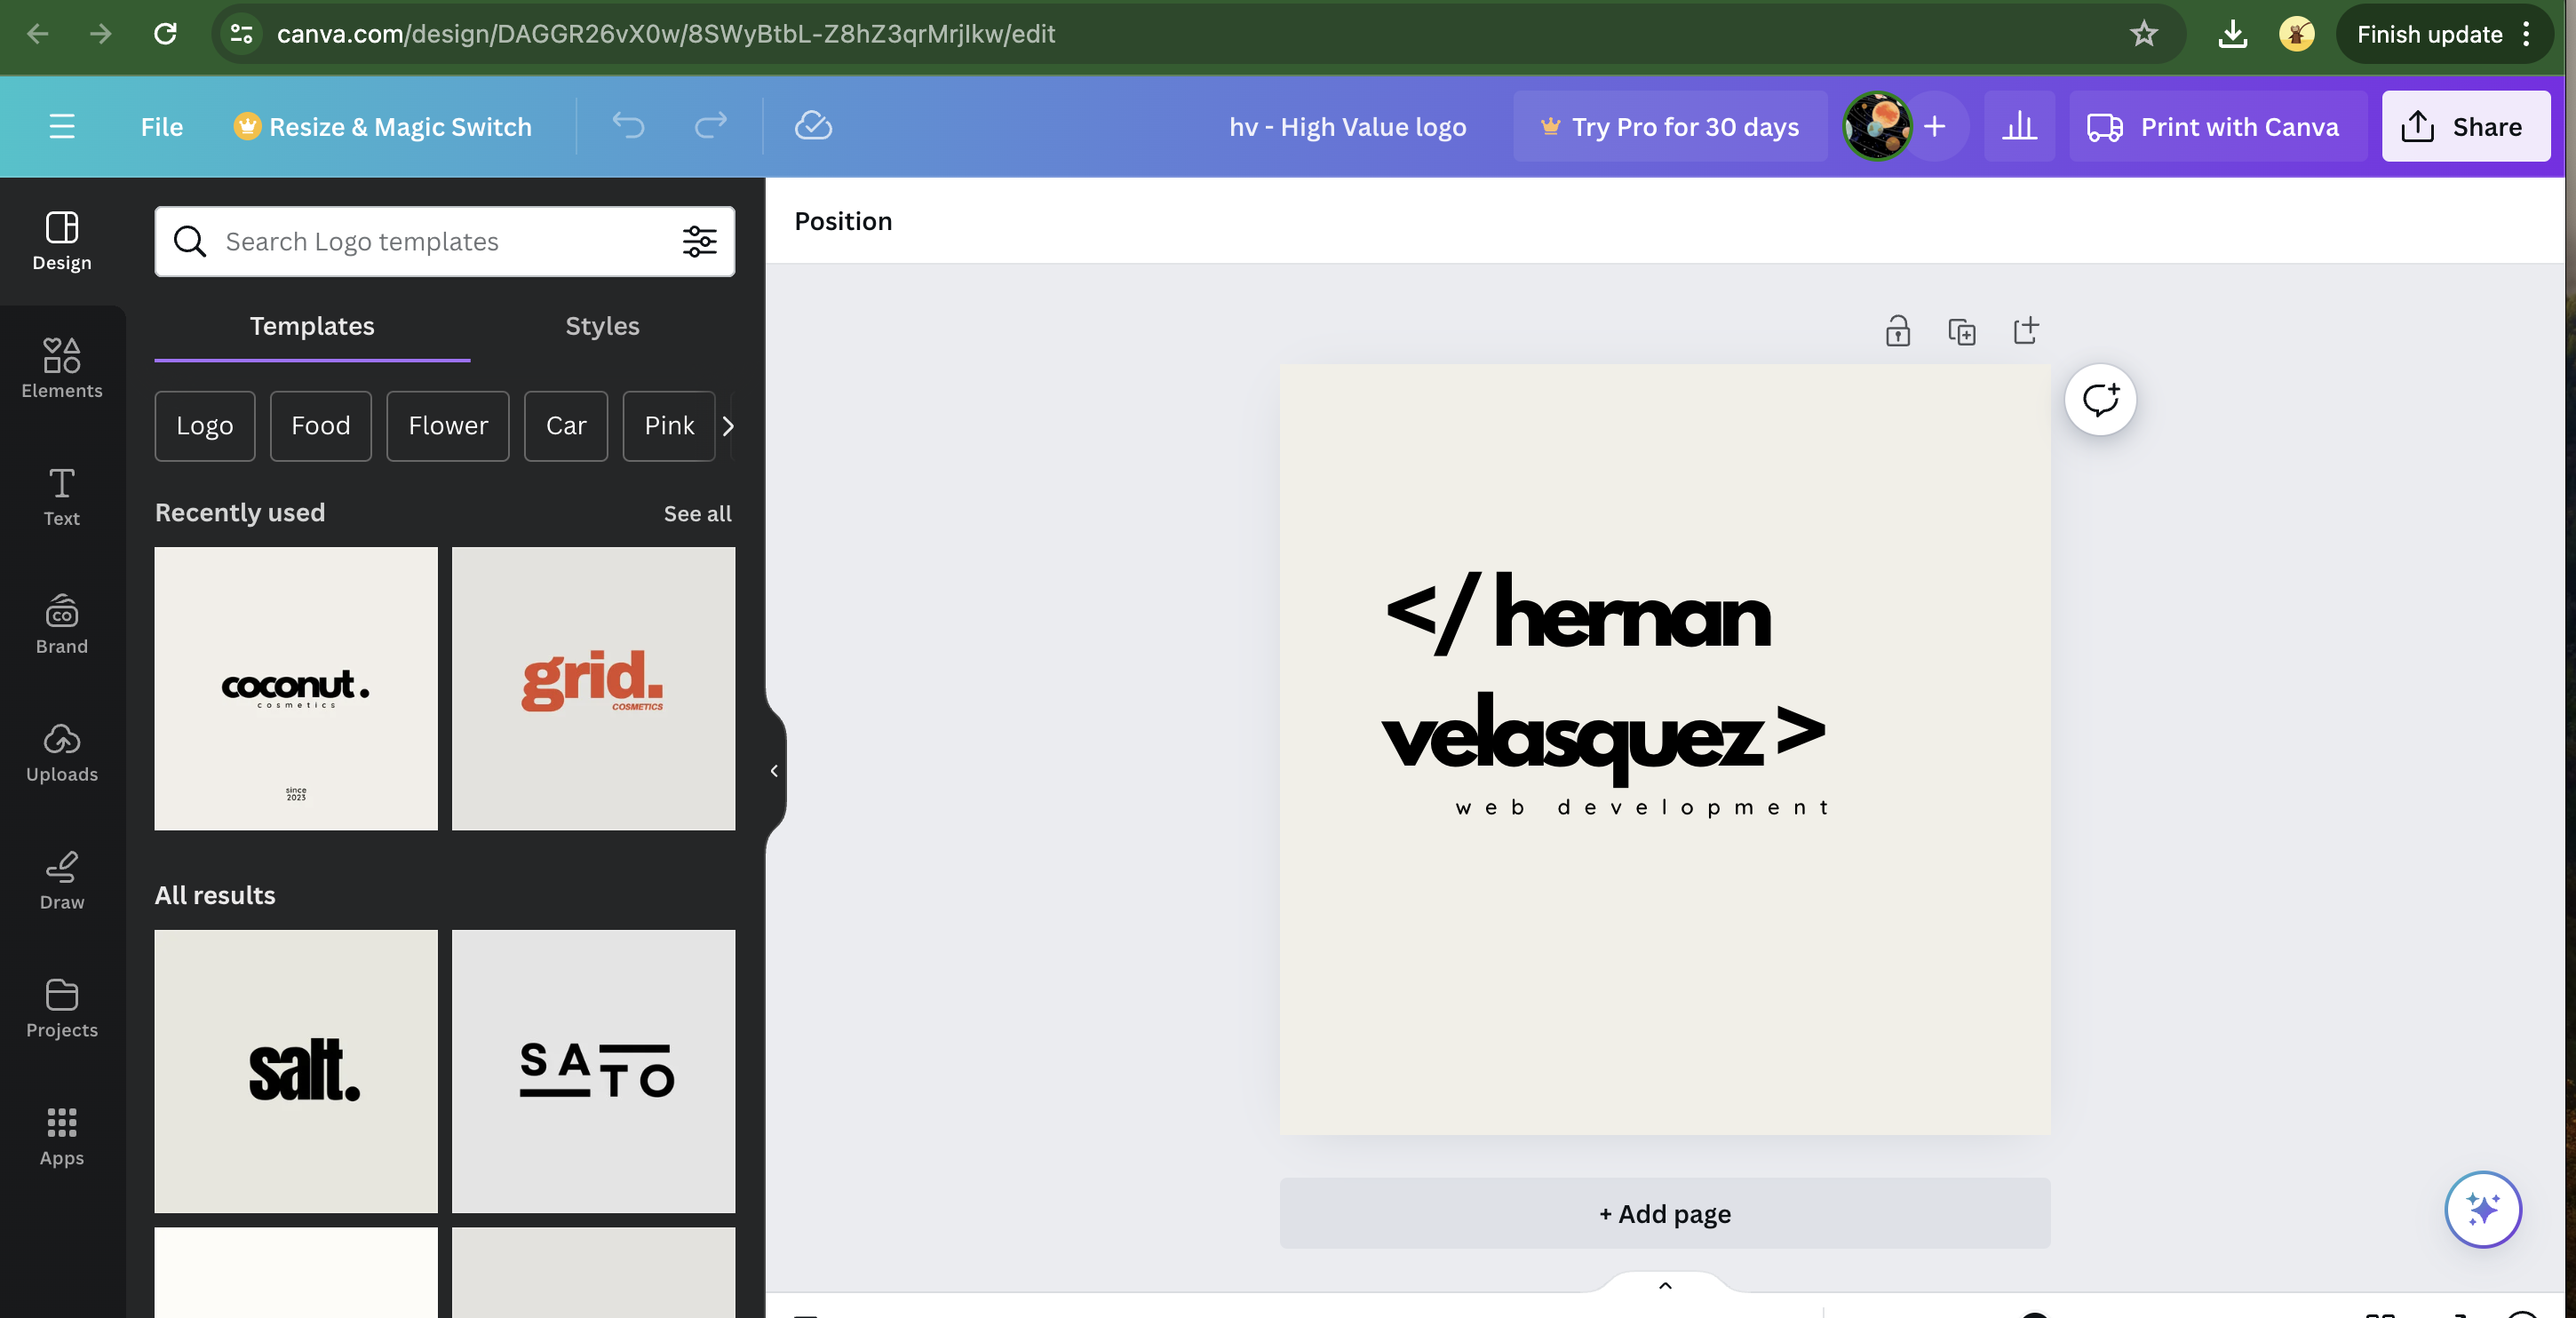 canva.com/design/DAGGR26vX0w/8SWyBtbL-Z8hZ3qrMrjIkw/edit
Finish update
File
Resize & Magic Switch
hv - High Value logo
Try Pro for 30 days
Print with Canva
Share
Design
Elements
Text
Brand
Uploads
Draw
Projects
Apps
Search Logo templates
Templates
Styles
Logo
Food
Flower
Car
Pink
Recently used
See all
coconut.
cosmetics
since
2023
grid.
COSMETICS
All results
salt.
SATO
Position
</ hernan
velasquez >
web development
+ Add page
CO